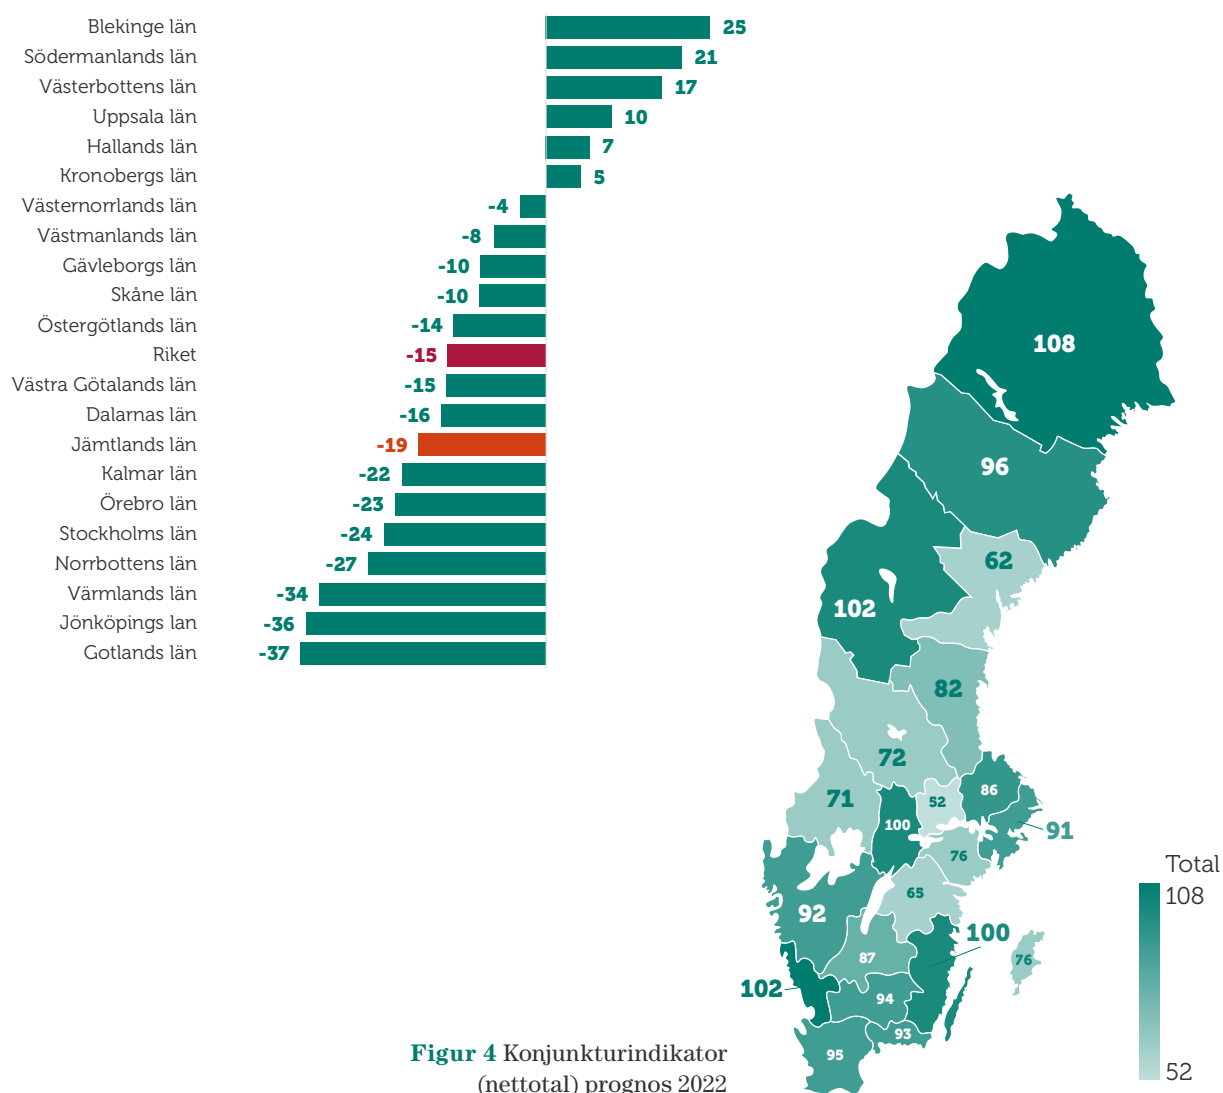 Blekinge län 25
Södermanlands län 21
Västerbottens län 17
Uppsala län 10
Hallands län 7
Kronobergs län 5
Västernorrlands län -4
Västmanlands län -8
Gävleborgs län -10
Skåne län -10
Östergötlands län -14
Riket -15
Västra Götalands län -15
Dalarnas län -16
Jämtlands län -19
Kalmar län -22
Örebro län -23
Stockholms län -24
Norrbottens län -27
Värmlands län -34
Jönköpings lan -36
Gotlands län -37
108
96
62
102
82
72
71
52
86
100
91
76
65
92
100
87
76
102
94
93
95
Total
108
52
Figur 4 Konjunkturindikator
(nettotal) prognos 2022